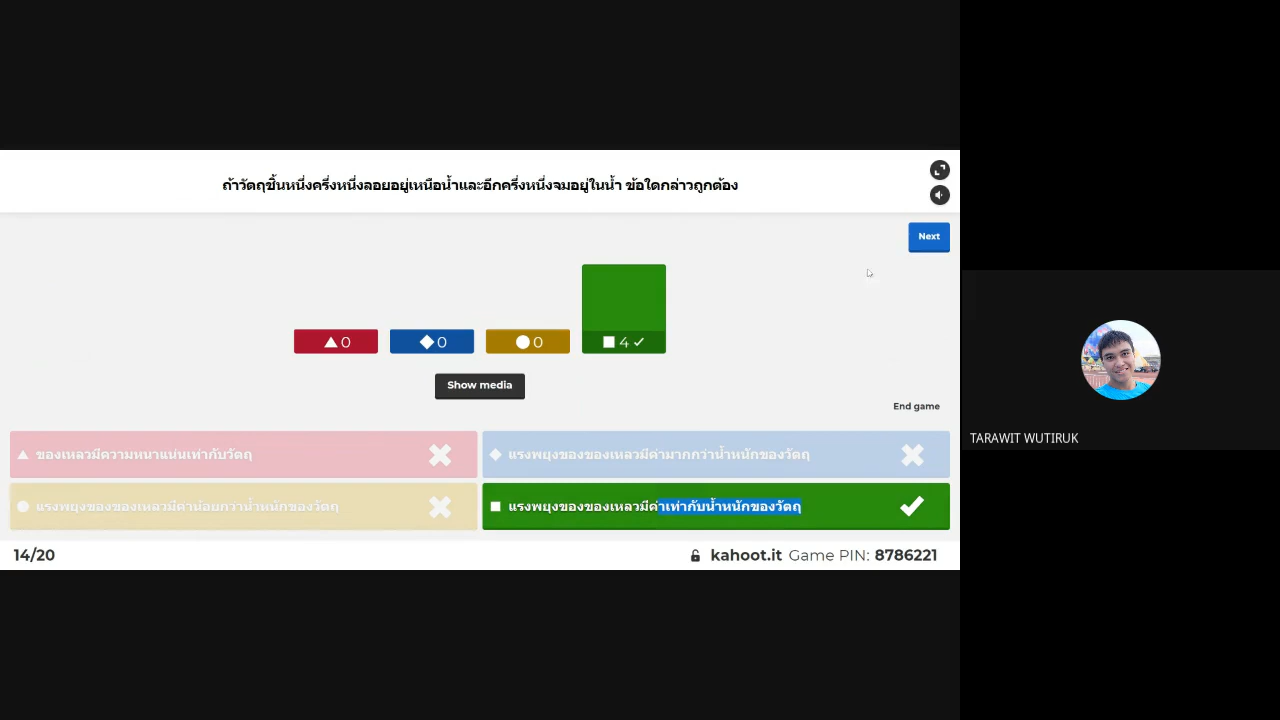 ถ้าวัตถุชิ้นหนึ่งครึ่งหนึ่งลอยอยู่เหนือน้ำและอีกครึ่งหนึ่งจมอยู่ในน้ำ ข้อใดกล่าวถูกต้อง
Next
0
0
0
4
Show media
End game
ของเหลวมีความหนาแน่นเท่ากับวัตถุ
แรงพยุงของของเหลวมีค่ามากกว่าน้ำหนักของวัตถุ
แรงพยุงของของเหลวมีค่าน้อยกว่าน้ำหนักของวัตถุ
แรงพยุงของของเหลวมีค่าเท่ากับน้ำหนักของวัตถุ
14/20
kahoot.it Game PIN: 8786221
TARAWIT WUTIRUK